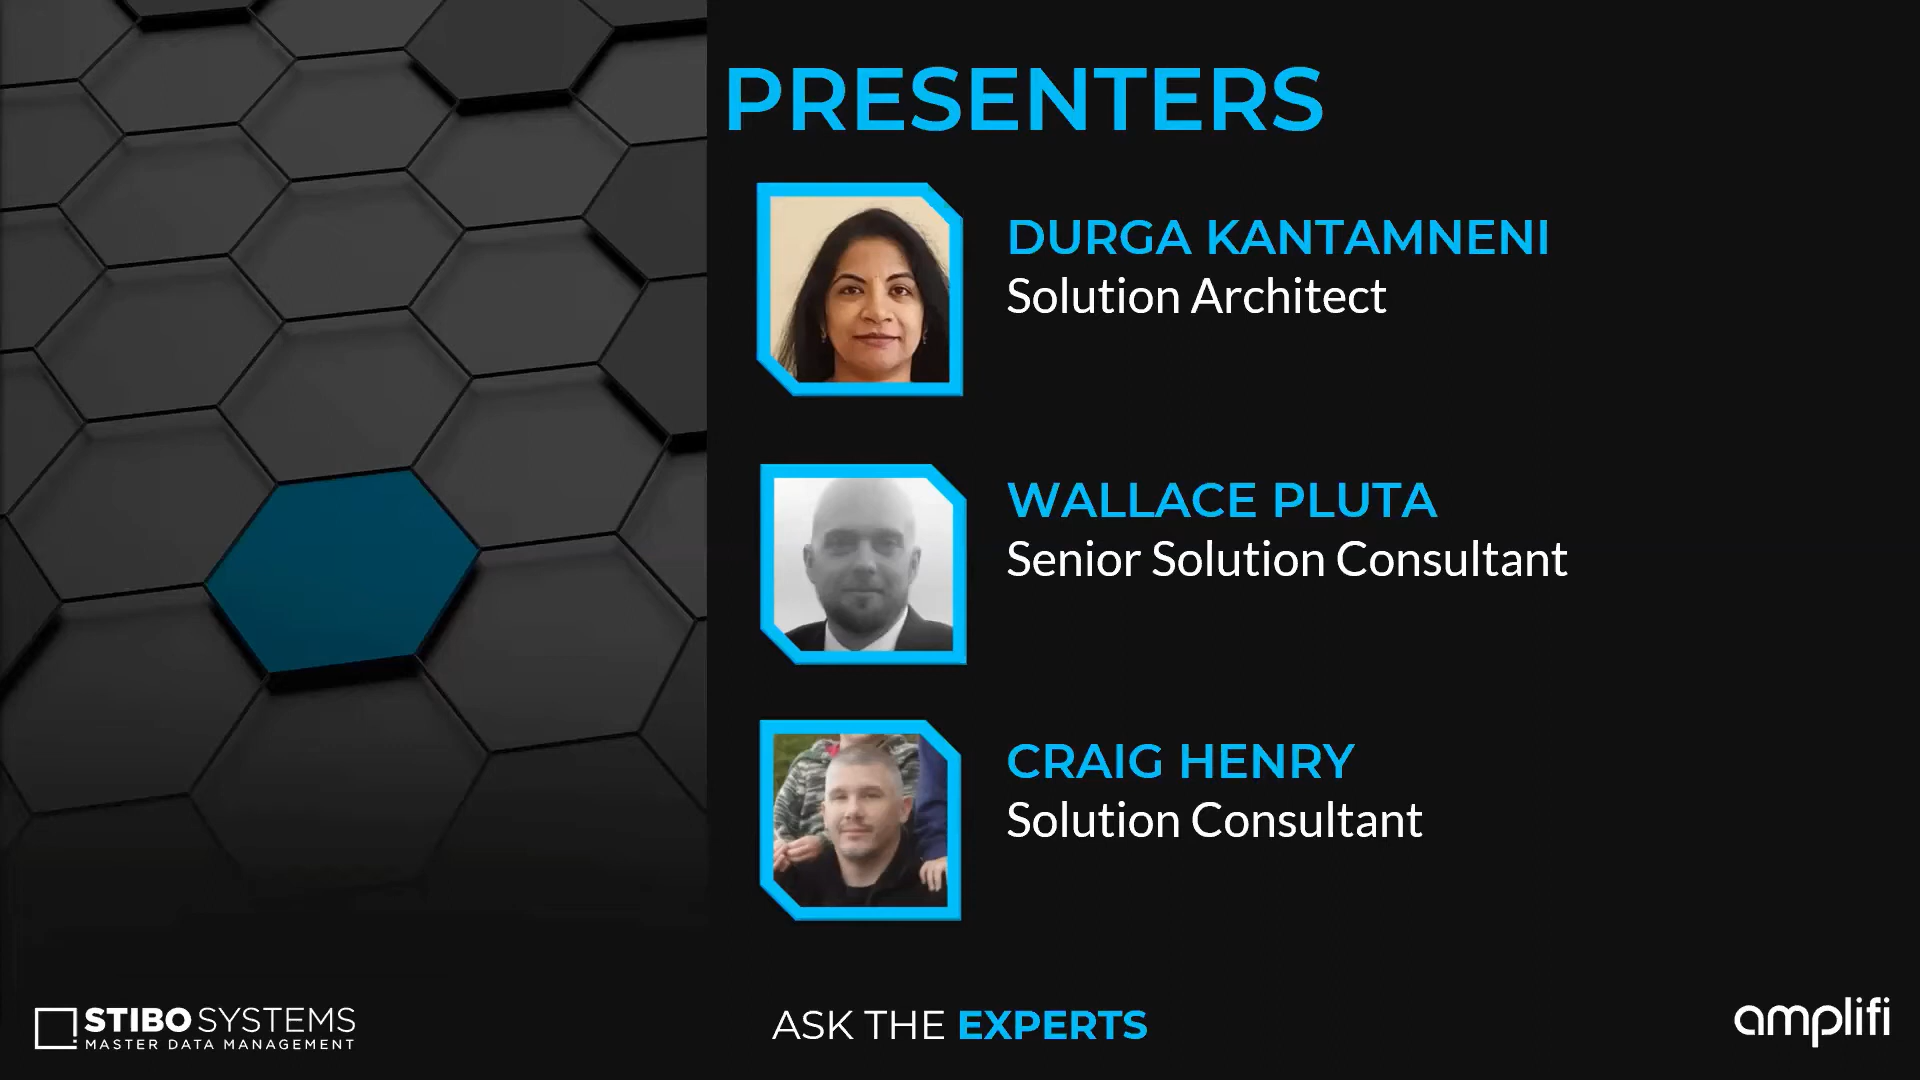 PRESENTERS
DURGA KANTAMNENI
Solution Architect
WALLACE PLUTA
Senior Solution Consultant
CRAIG HENRY
Solution Consultant
STIBO SYSTEMS
MASTER DATA MANAGEMENT
ASK THE EXPERTS
amplifi